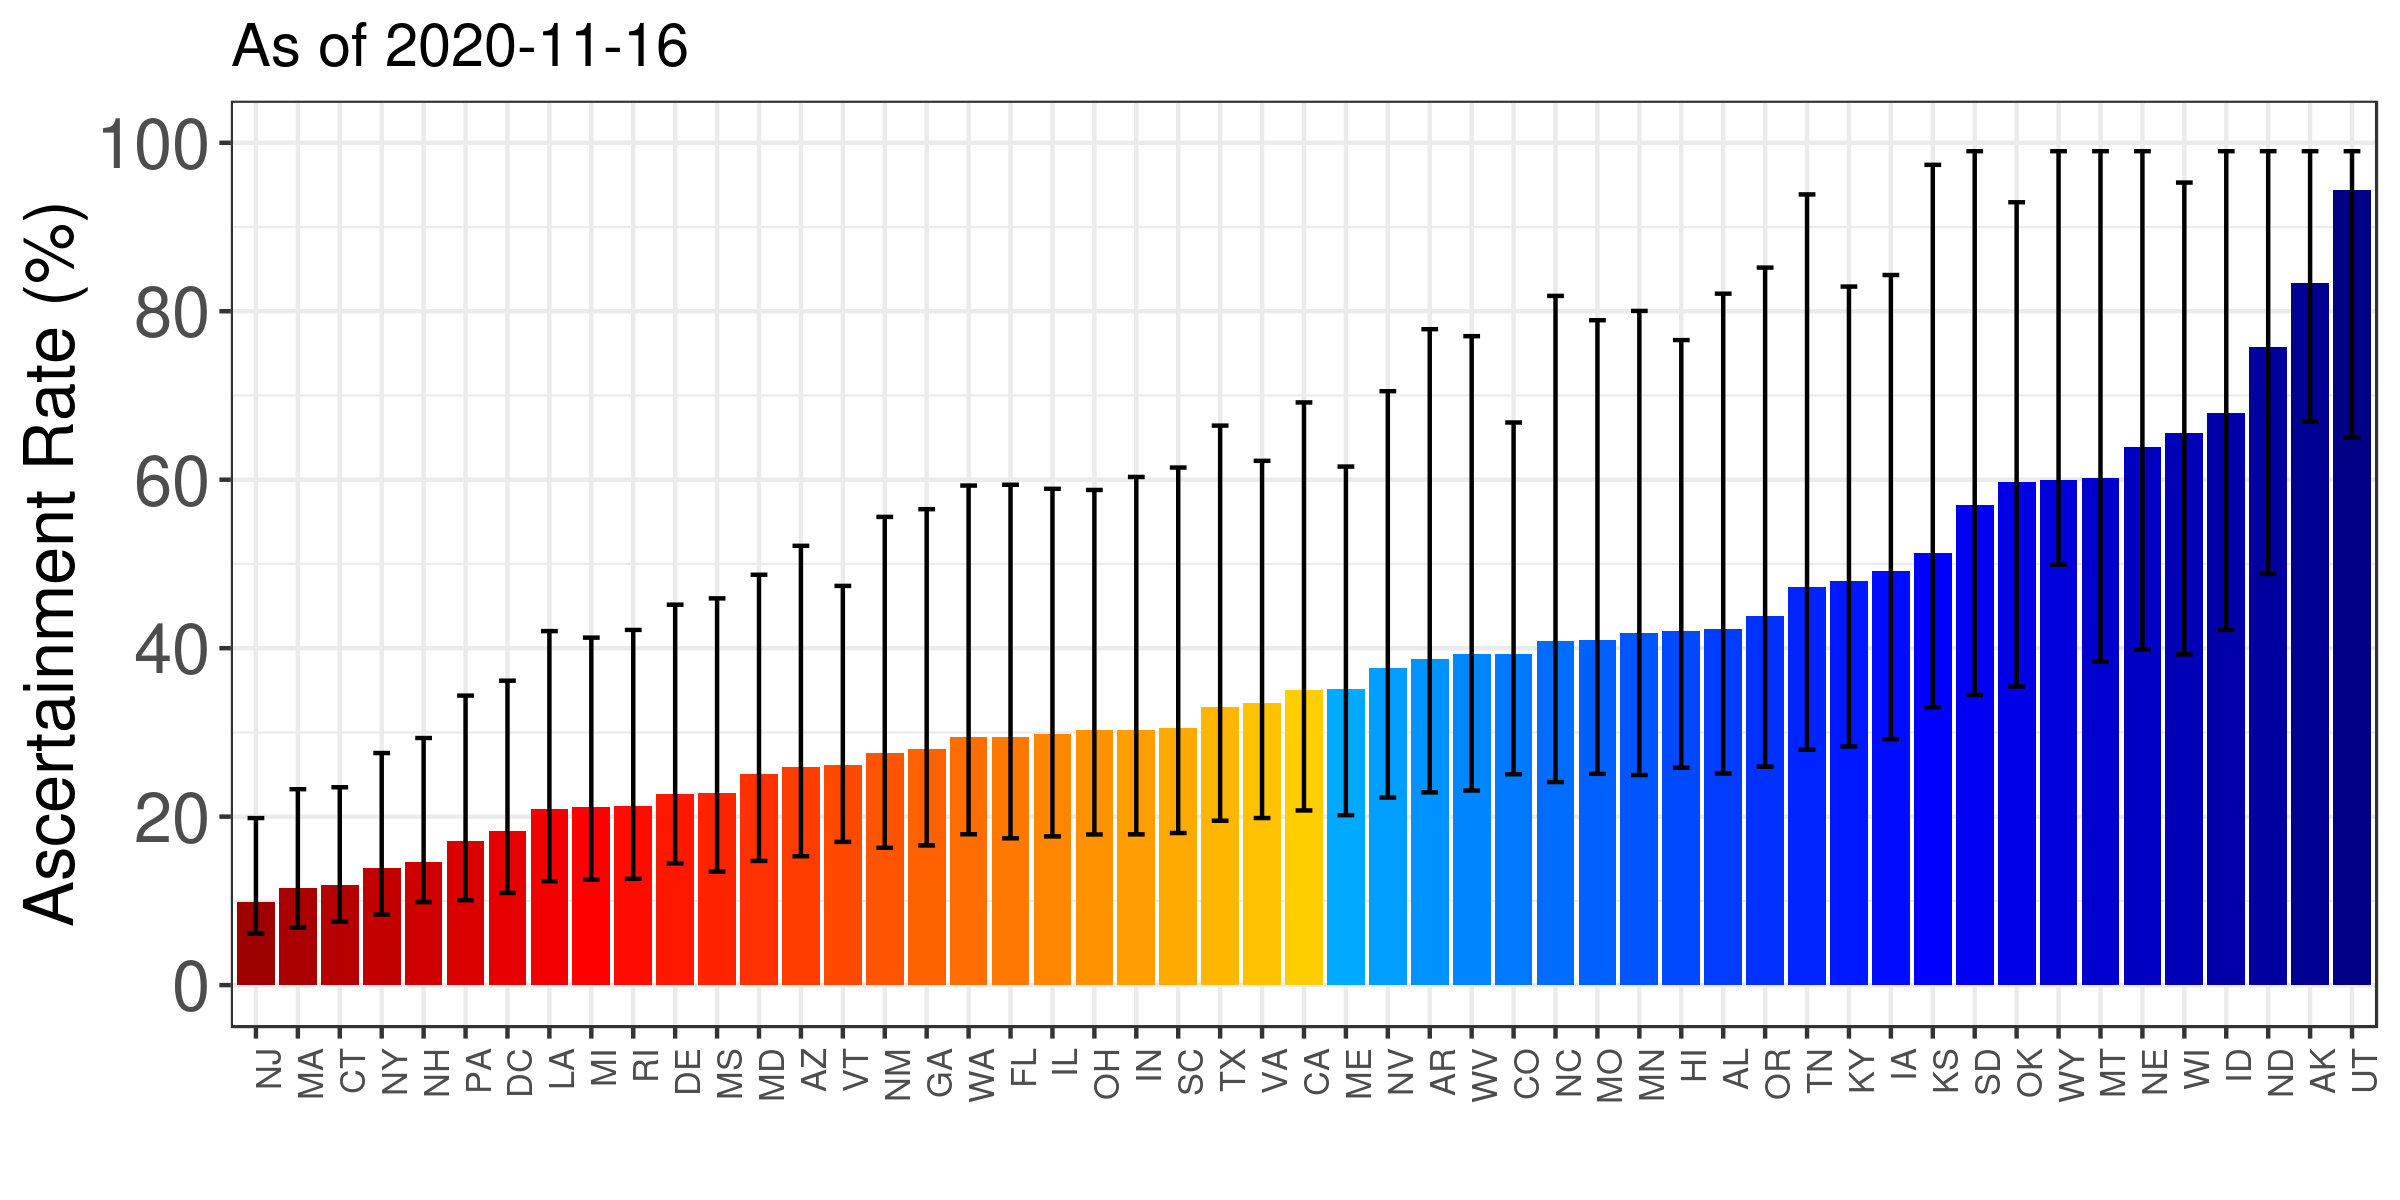 As of 2020-11-16
Ascertainment Rate (%)
100
80
60
40
20
0
NJ MA CT NY NH PA DC LA MI RI DE MS MD AZ VT NM GA WA FL IL OH IN SC TX VA CA ME NV AR WV CO NC MO MN HI AL OR TN KY IA KS SD OK WY MT NE WI ID ND AK UT